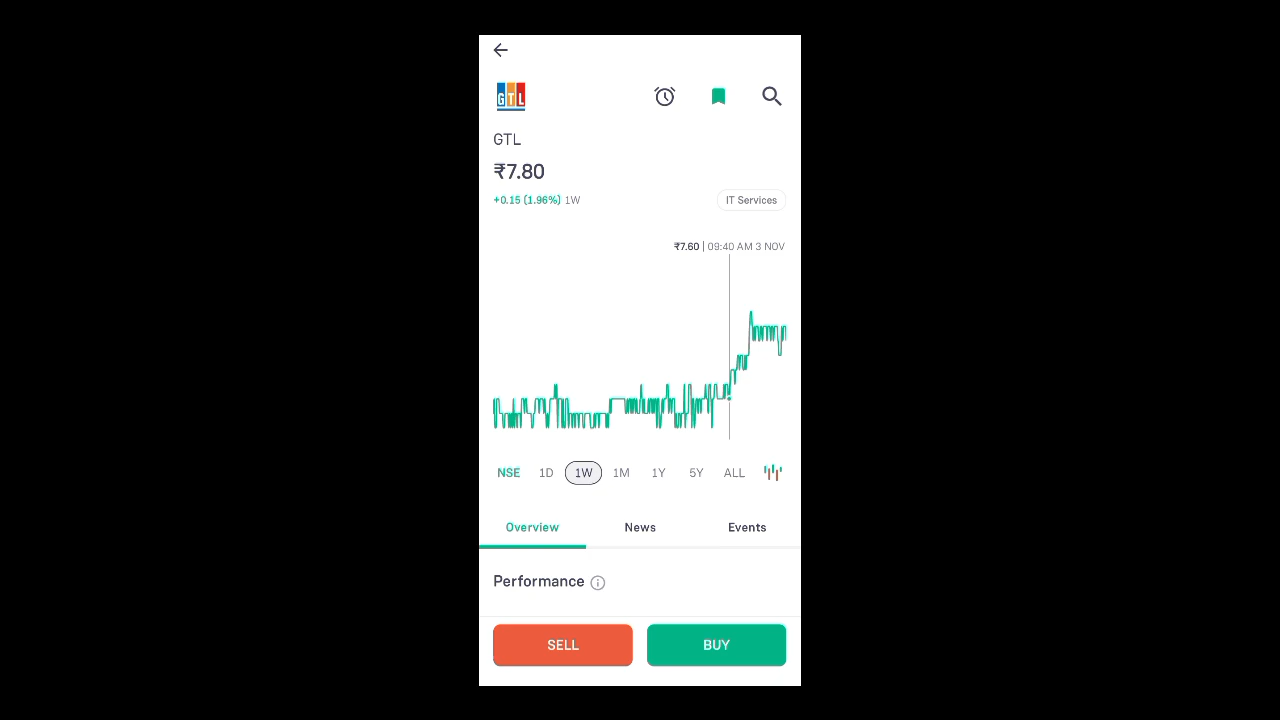 GTL
GTL
₹7.80
+0.15 (1.96%) 1W
IT Services
₹7.60 | 09:40 AM 3 NOV
NSE 1D 1W 1M 1Y 5Y ALL
Overview News Events
Performance
SELL BUY